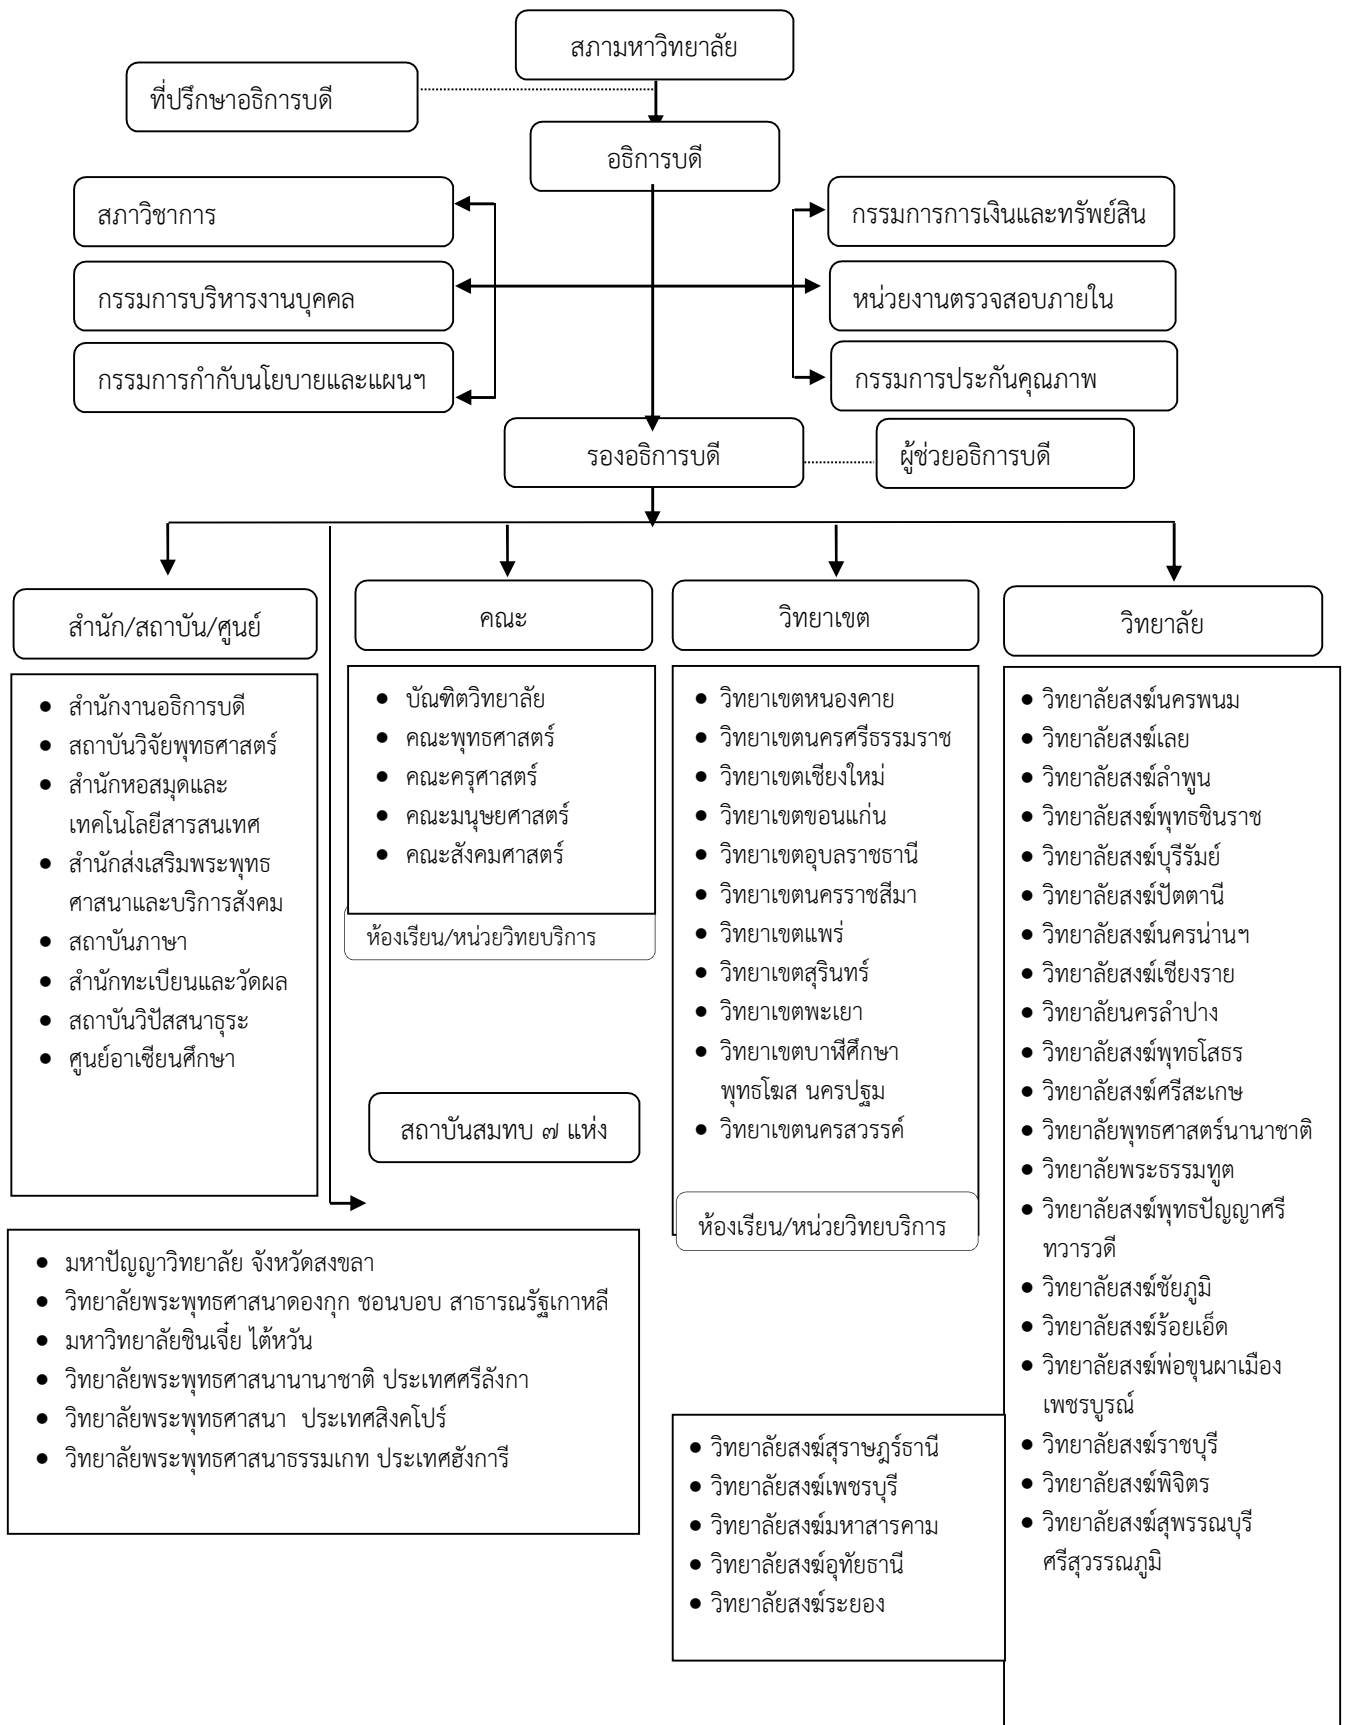 สภามหาวิทยาลัย
ที่ปรึกษาอธิการบดี
อธิการบดี
สภาวิชาการ
กรรมการการเงินและทรัพย์สิน
กรรมการบริหารงานบุคคล
หน่วยงานตรวจสอบภายใน
กรรมการกำกับนโยบายและแผนฯ
กรรมการประกันคุณภาพ
รองอธิการบดี
ผู้ช่วยอธิการบดี
สำนัก/สถาบัน/ศูนย์
• สำนักงานอธิการบดี
• สถาบันวิจัยพุทธศาสตร์
• สำนักหอสมุดและ
เทคโนโลยีสารสนเทศ
• สำนักส่งเสริมพระพุทธ
ศาสนาและบริการสังคม
• สถาบันภาษา
• สำนักทะเบียนและวัดผล
• สถาบันวิปัสสนาธุระ
• ศูนย์อาเซียนศึกษา
คณะ
• บัณฑิตวิทยาลัย
• คณะพุทธศาสตร์
• คณะครุศาสตร์
• คณะมนุษยศาสตร์
• คณะสังคมศาสตร์
ห้องเรียน/หน่วยวิทยบริการ
สถาบันสมทบ ๗ แห่ง
• มหาปัญญาวิทยาลัย จังหวัดสงขลา
• วิทยาลัยพระพุทธศาสนาดองกุก ชอนบอบ สาธารณรัฐเกาหลี
• มหาวิทยาลัยชินเจี๋ย ไต้หวัน
• วิทยาลัยพระพุทธศาสนานานาชาติ ประเทศศรีลังกา
• วิทยาลัยพระพุทธศาสนา ประเทศสิงคโปร์
• วิทยาลัยพระพุทธศาสนาธรรมเกท ประเทศฮังการี
วิทยาเขต
• วิทยาเขตหนองคาย
• วิทยาเขตนครศรีธรรมราช
• วิทยาเขตเชียงใหม่
• วิทยาเขตขอนแก่น
• วิทยาเขตอุบลราชธานี
• วิทยาเขตนครราชสีมา
• วิทยาเขตแพร่
• วิทยาเขตสุรินทร์
• วิทยาเขตพะเยา
• วิทยาเขตบาฬีศึกษา
พุทธโฆส นครปฐม
• วิทยาเขตนครสวรรค์
ห้องเรียน/หน่วยวิทยบริการ
วิทยาลัย
• วิทยาลัยสงฆ์นครพนม
• วิทยาลัยสงฆ์เลย
• วิทยาลัยสงฆ์ลำพูน
• วิทยาลัยสงฆ์พุทธชินราช
• วิทยาลัยสงฆ์บุรีรัมย์
• วิทยาลัยสงฆ์ปัตตานี
• วิทยาลัยสงฆ์นครน่านฯ
• วิทยาลัยสงฆ์เชียงราย
• วิทยาลัยนครลำปาง
• วิทยาลัยสงฆ์พุทธโสธร
• วิทยาลัยสงฆ์ศรีสะเกษ
• วิทยาลัยพุทธศาสตร์นานาชาติ
• วิทยาลัยพระธรรมทูต
• วิทยาลัยสงฆ์พุทธปัญญาศรี
ทวารวดี
• วิทยาลัยสงฆ์ชัยภูมิ
• วิทยาลัยสงฆ์ร้อยเอ็ด
• วิทยาลัยสงฆ์พ่อขุนผาเมือง
เพชรบูรณ์
• วิทยาลัยสงฆ์ราชบุรี
• วิทยาลัยสงฆ์พิจิตร
• วิทยาลัยสงฆ์สุพรรณบุรี
ศรีสุวรรณภูมิ
• วิทยาลัยสงฆ์สุราษฎร์ธานี
• วิทยาลัยสงฆ์เพชรบุรี
• วิทยาลัยสงฆ์มหาสารคาม
• วิทยาลัยสงฆ์อุทัยธานี
• วิทยาลัยสงฆ์ระยอง